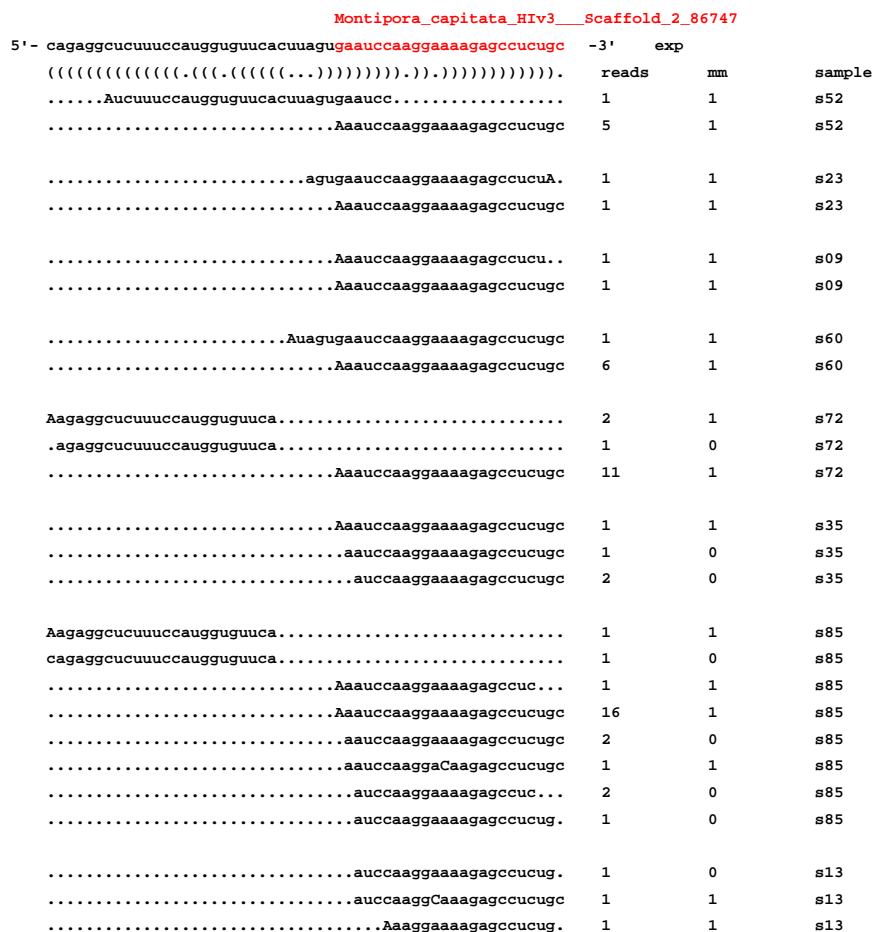 Montipora_capitata_HIv3___Scaffold_2_86747
5'- cagaggcucuuuccaugguguucacuuagugaauccaaggaaaagagccucugc -3' exp
((((((((((((((.(((.((((((...))))))))).)).)))))))))))). reads mm sample
......Aucuuuccaugguguucacuuagugaaucc.................. 1 1 s52
..............................Aaauccaaggaaaagagccucugc 5 1 s52
...........................agugaauccaaggaaaagagccucuA. 1 1 s23
..............................Aaauccaaggaaaagagccucugc 1 1 s23
..............................Aaauccaaggaaaagagccucu.. 1 1 s09
..............................Aaauccaaggaaaagagccucugc 1 1 s09
.........................Auagugaauccaaggaaaagagccucugc 1 1 s60
..............................Aaauccaaggaaaagagccucugc 6 1 s60
Aagaggcucuuuccaugguguuca.............................. 2 1 s72
.agaggcucuuuccaugguguuca.............................. 1 0 s72
..............................Aaauccaaggaaaagagccucugc 11 1 s72
..............................Aaauccaaggaaaagagccucugc 1 1 s35
...............................aauccaaggaaaagagccucugc 1 0 s35
................................auccaaggaaaagagccucugc 2 0 s35
Aagaggcucuuuccaugguguuca.............................. 1 1 s85
cagaggcucuuuccaugguguuca.............................. 1 0 s85
..............................Aaauccaaggaaaagagccuc... 1 1 s85
..............................Aaauccaaggaaaagagccucugc 16 1 s85
...............................aauccaaggaaaagagccucugc 2 0 s85
...............................aauccaaggaCaagagccucugc 1 1 s85
................................auccaaggaaaagagccuc... 2 0 s85
................................auccaaggaaaagagccucug. 1 0 s85
................................auccaaggaaaagagccucug. 1 0 s13
................................auccaaggCaaagagccucugc 1 1 s13
...................................Aaaggaaaagagccucug. 1 1 s13